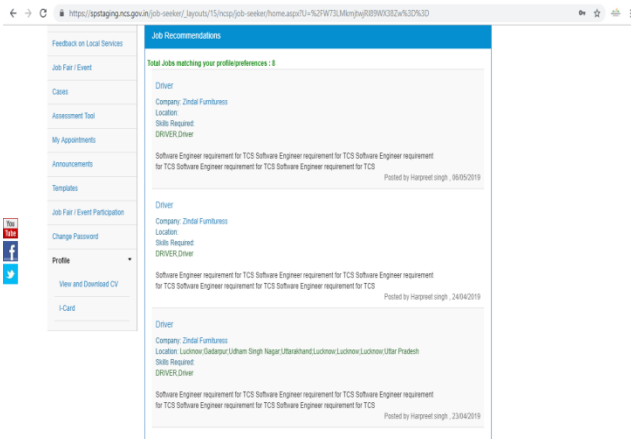 https://spstaging.ncs.gov.in/job-seeker/_layouts/15/ncsp/job-seeker/home.aspx?U=
Feedback on Local Services
Job Fair / Event
Cases
Assessment Tool
My Appointments
Announcements
Templates
Job Fair / Event Participation
Change Password
Profile
View and Download CV
i-Card
You
Tube
Job Recommendations
Total Jobs matching your profile/preferences : 8
Driver
Company: Zindal Furnituress
Location:
Skills Required:
DRIVER,Driver
Software Engineer requirement for TCS Software Engineer requirement for TCS Software Engineer requirement
for TCS Software Engineer requirement for TCS Software Engineer requirement for TCS
Posted by Harpreet singh , 06/05/2019
Driver
Company: Zindal Furnituress
Location:
Skills Required:
DRIVER,Driver
Software Engineer requirement for TCS Software Engineer requirement for TCS Software Engineer requirement
for TCS Software Engineer requirement for TCS Software Engineer requirement for TCS
Posted by Harpreet singh , 24/04/2019
Driver
Company: Zindal Furnituress
Location: Lucknow,Gadarpur,Udham Singh Nagar,Uttarakhand,Lucknow,Lucknow,Lucknow,Uttar Pradesh
Skills Required:
DRIVER,Driver
Software Engineer requirement for TCS Software Engineer requirement for TCS Software Engineer requirement
for TCS Software Engineer requirement for TCS Software Engineer requirement for TCS
Posted by Harpreet singh , 23/04/2019